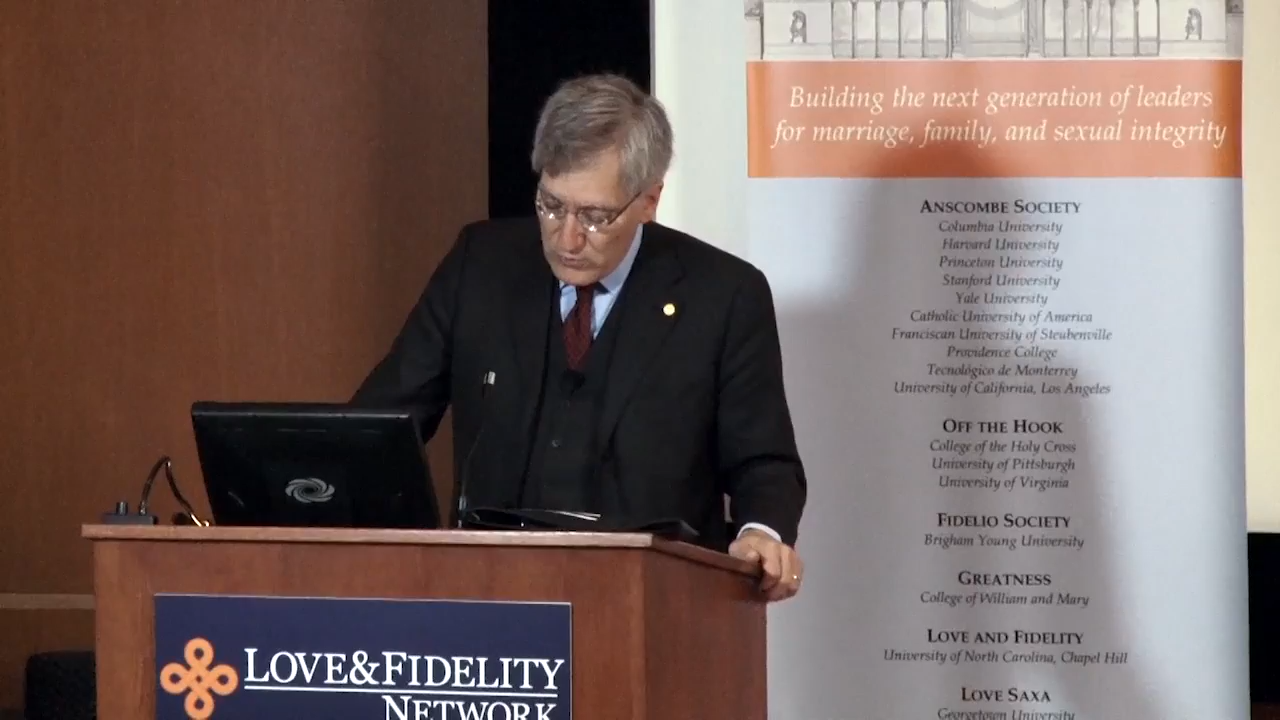 Building the next generation of leaders
for marriage, family, and sexual integrity
ANSCOMBE SOCIETY
Columbia University
Harvard University
Princeton University
Stanford University
Yale University
Catholic University of America
Franciscan University of Steubenville
Providence College
Tecnológico de Monterrey
University of California, Los Angeles
OFF THE HOOK
College of the Holy Cross
University of Pittsburgh
University of Virginia
FIDELIO SOCIETY
Brigham Young University
GREATNESS
College of William and Mary
LOVE AND FIDELITY
University of North Carolina, Chapel Hill
LOVE SAXA
Georgetown University
LOVE&FIDELITY
NETWORK